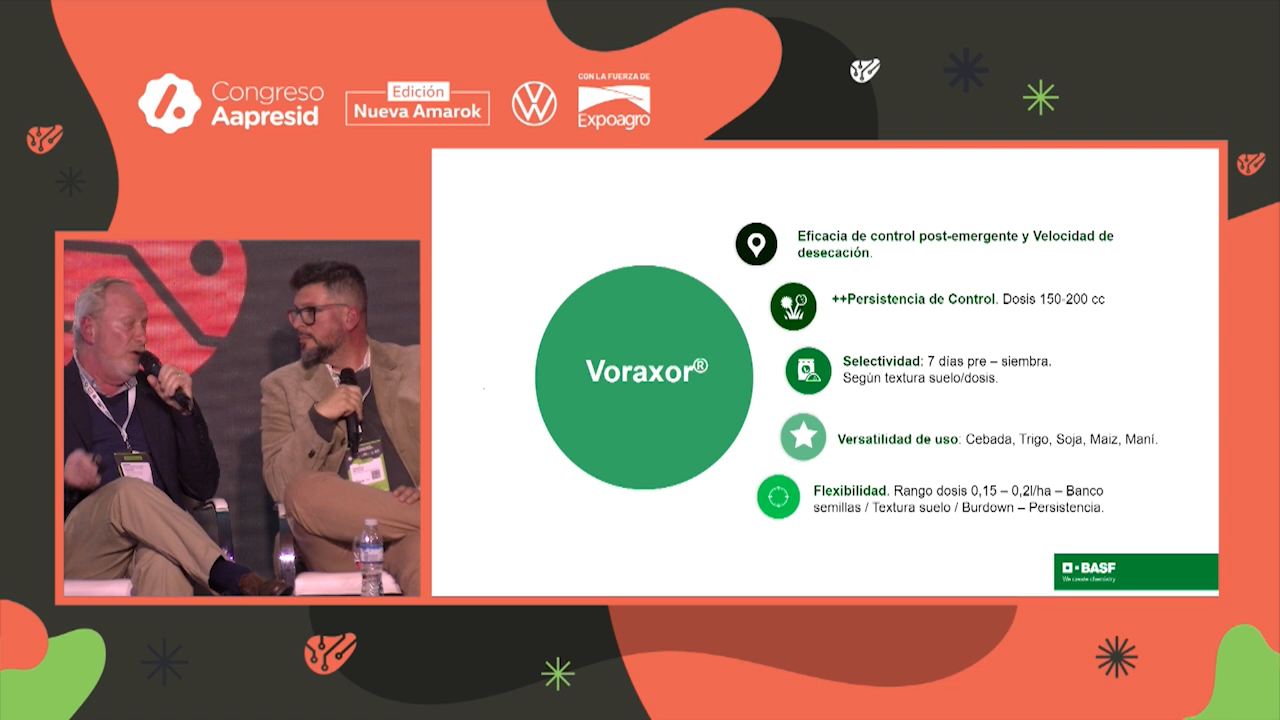 Congreso
Aapresid
Edición
Nueva Amarok
CON LA FUERZA DE
Expoagro
Voraxor®
Eficacia de control post-emergente y Velocidad de
desecación.
++Persistencia de Control. Dosis 150-200 cc
Selectividad: 7 días pre – siembra.
Según textura suelo/dosis.
Versatilidad de uso: Cebada, Trigo, Soja, Maiz, Maní.
Flexibilidad. Rango dosis 0,15 – 0,2l/ha – Banco
semillas / Textura suelo / Burdown – Persistencia.
BASF
We create chemistry